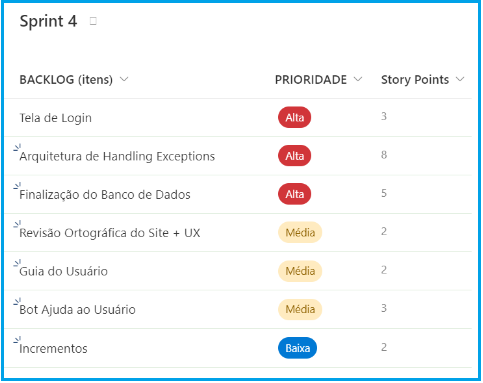 Sprint 4
BACKLOG (itens) PRIORIDADE Story Points
Tela de Login Alta 3
Arquitetura de Handling Exceptions Alta 8
Finalização do Banco de Dados Alta 5
Revisão Ortográfica do Site + UX Média 2
Guia do Usuário Média 2
Bot Ajuda ao Usuário Média 3
Incrementos Baixa 2